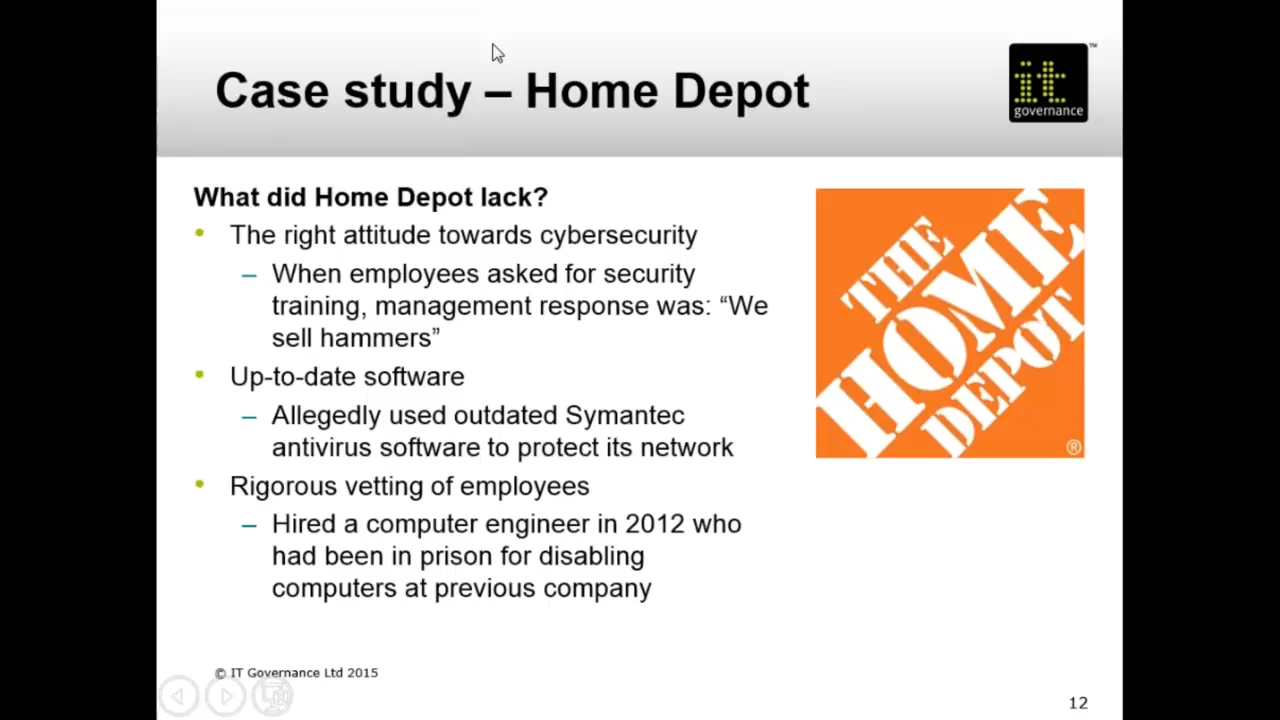 Case study – Home Depot
it
governance
™
What did Home Depot lack?
• The right attitude towards cybersecurity
– When employees asked for security
training, management response was: “We
sell hammers”
• Up-to-date software
– Allegedly used outdated Symantec
antivirus software to protect its network
• Rigorous vetting of employees
– Hired a computer engineer in 2012 who
had been in prison for disabling
computers at previous company
THE
HOME
DEPOT
®
© IT Governance Ltd 2015
12